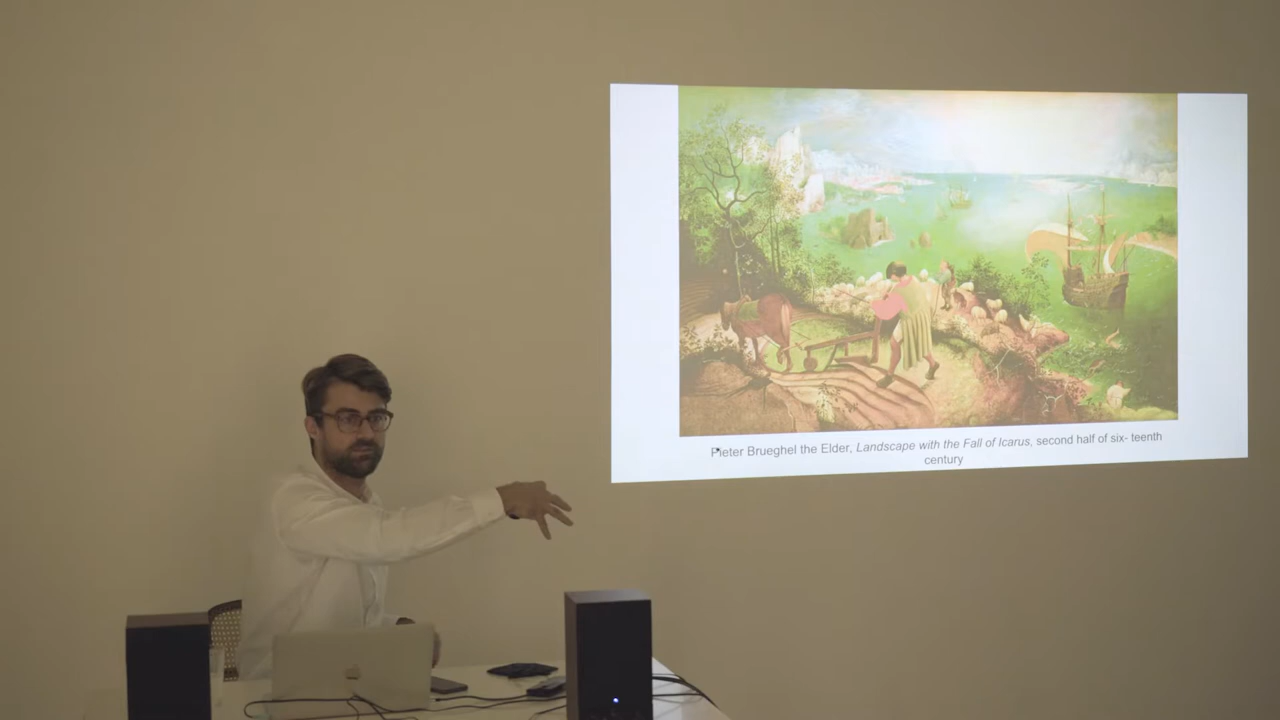 Pieter Brueghel the Elder, Landscape with the Fall of Icarus, second half of six- teenth
century